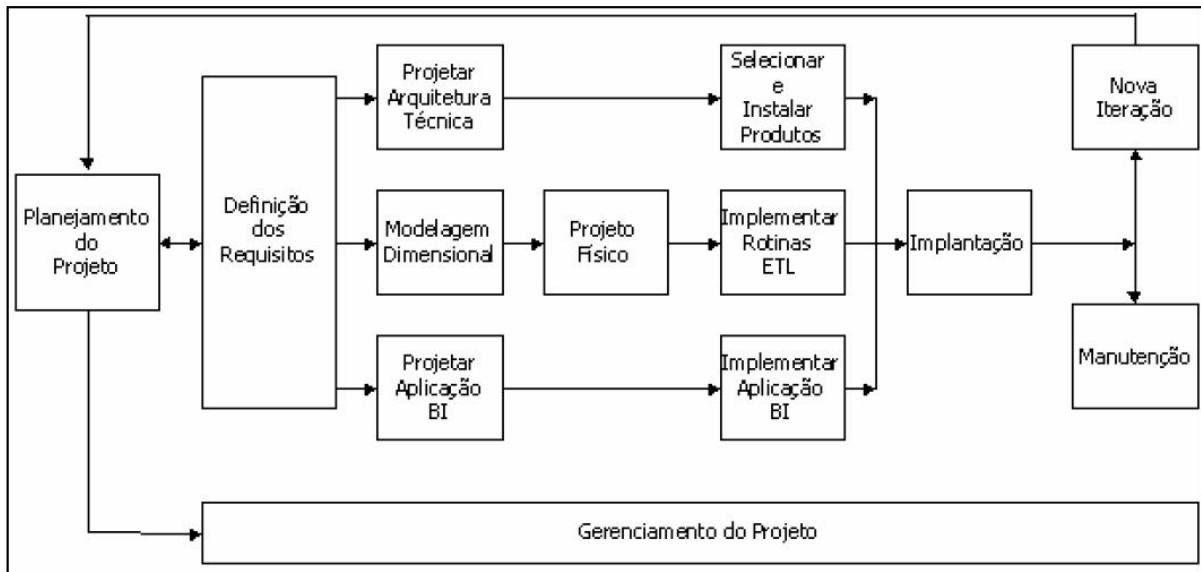 Planejamento
do
Projeto
Definição
dos
Requisitos
Projetar
Arquitetura
Técnica
Selecionar
e
Instalar
Produtos
Modelagem
Dimensional
Projeto
Físico
Implementar
Rotinas
ETL
Projetar
Aplicação
BI
Implementar
Aplicação
BI
Implantação
Nova
Iteração
Manutenção
Gerenciamento do Projeto